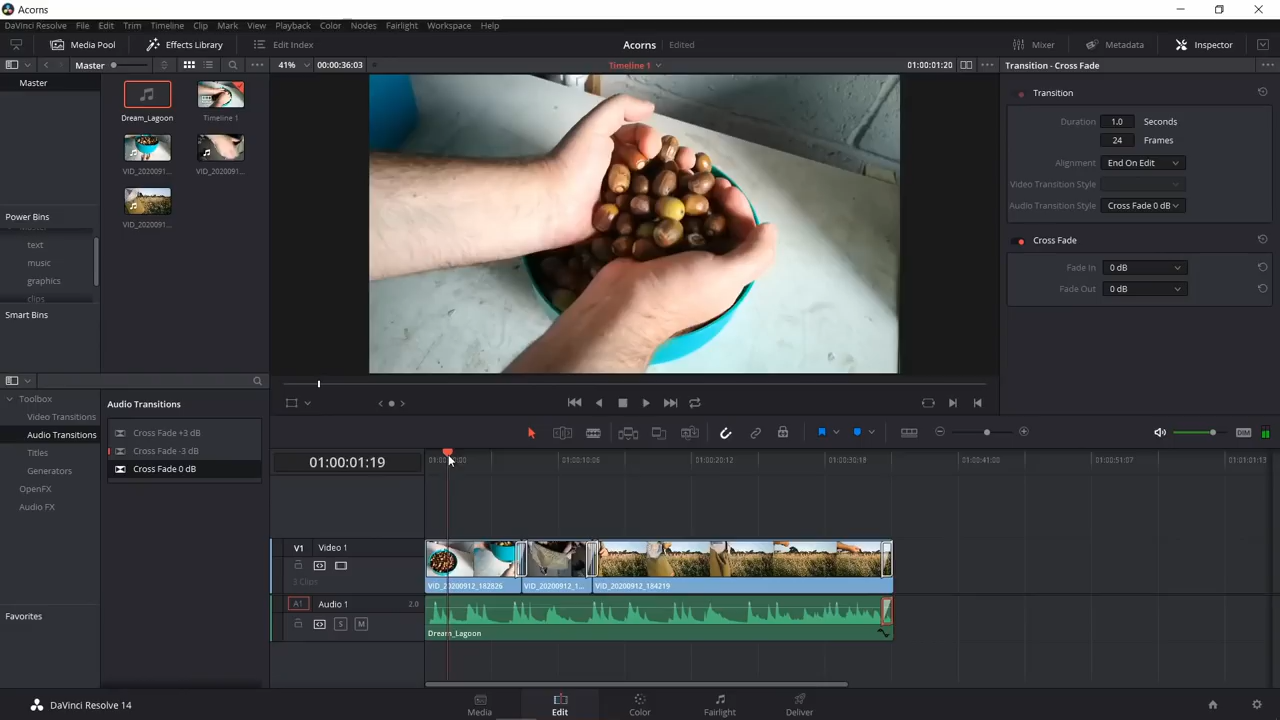 Acorns
DaVinci Resolve File Edit Trim Timeline Clip Mark View Playback Color Nodes Fairlight Workspace Help
Media Pool Effects Library Edit Index Acorns Edited Mixer Metadata Inspector
Master 41% 00:00:36:03 Timeline 1 01:00:01:20 Transition - Cross Fade
Master
Dream_Lagoon Timeline 1
VID_2020091... VID_2020091...
VID_2020091...
Power Bins
text
music
graphics
clips
Smart Bins
Transition
Duration 1.0 Seconds
24 Frames
Alignment End On Edit
Video Transition Style
Audio Transition Style Cross Fade 0 dB
Cross Fade
Fade In 0 dB
Fade Out 0 dB
Toolbox
Video Transitions
Audio Transitions
Titles
Generators
OpenFX
Audio FX
Favorites
Audio Transitions
Cross Fade +3 dB
Cross Fade -3 dB
Cross Fade 0 dB
DIM
01:00:01:19
01:00:10:06 01:00:20:12 01:00:30:18 01:00:41:00 01:00:51:07 01:01:01:13
V1 Video 1
3 Clips
VID_20200912_182826 VID_20200912_1... VID_20200912_184219
A1 Audio 1 2.0
S M
Dream_Lagoon
DaVinci Resolve 14
Media Edit Color Fairlight Deliver